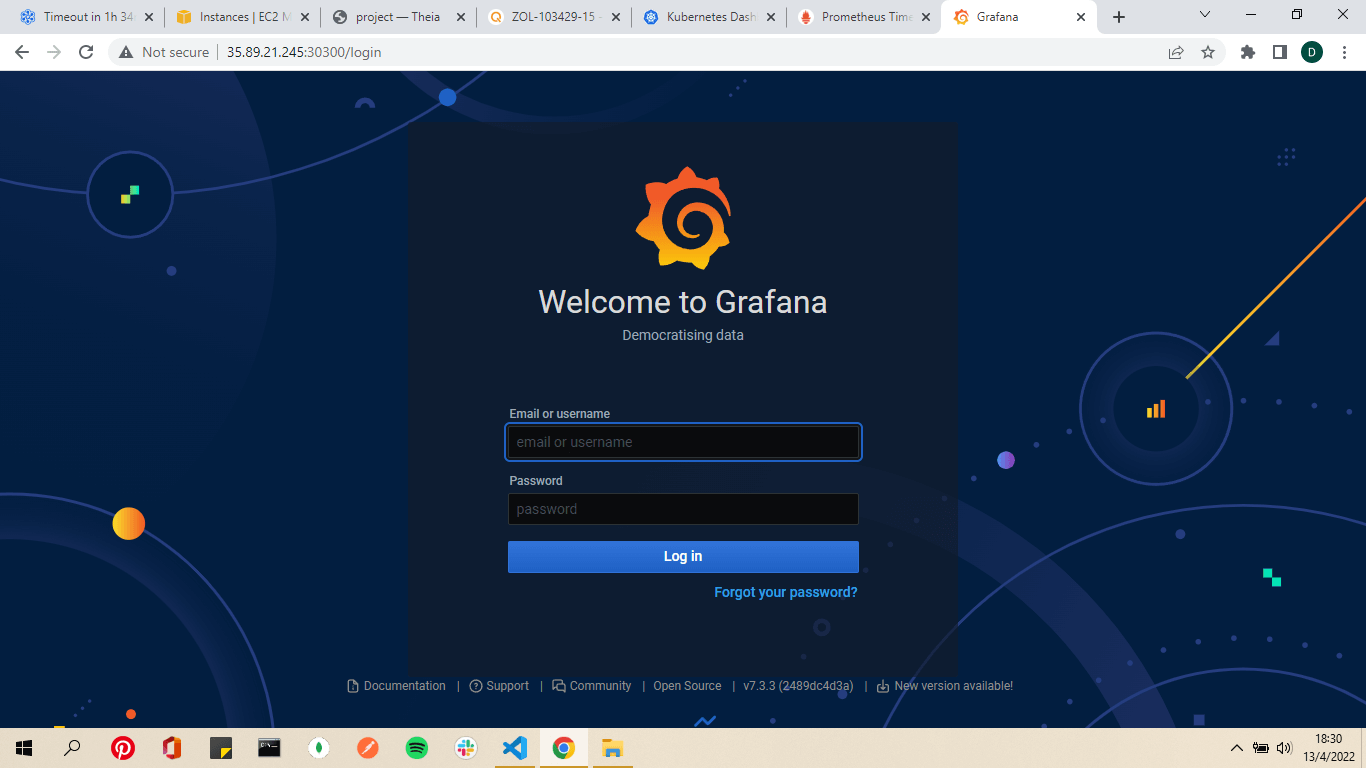 Timeout in 1h 34
Instances | EC2 M
project — Theia
ZOL-103429-15 -
Kubernetes Dash
Prometheus Time
Grafana
Not secure
35.89.21.245:30300/login
D
Welcome to Grafana
Democratising data
Email or username
email or username
Password
password
Log in
Forgot your password?
Documentation | Support | Community | Open Source | v7.3.3 (2489dc4d3a) | New version available!
18:30
13/4/2022